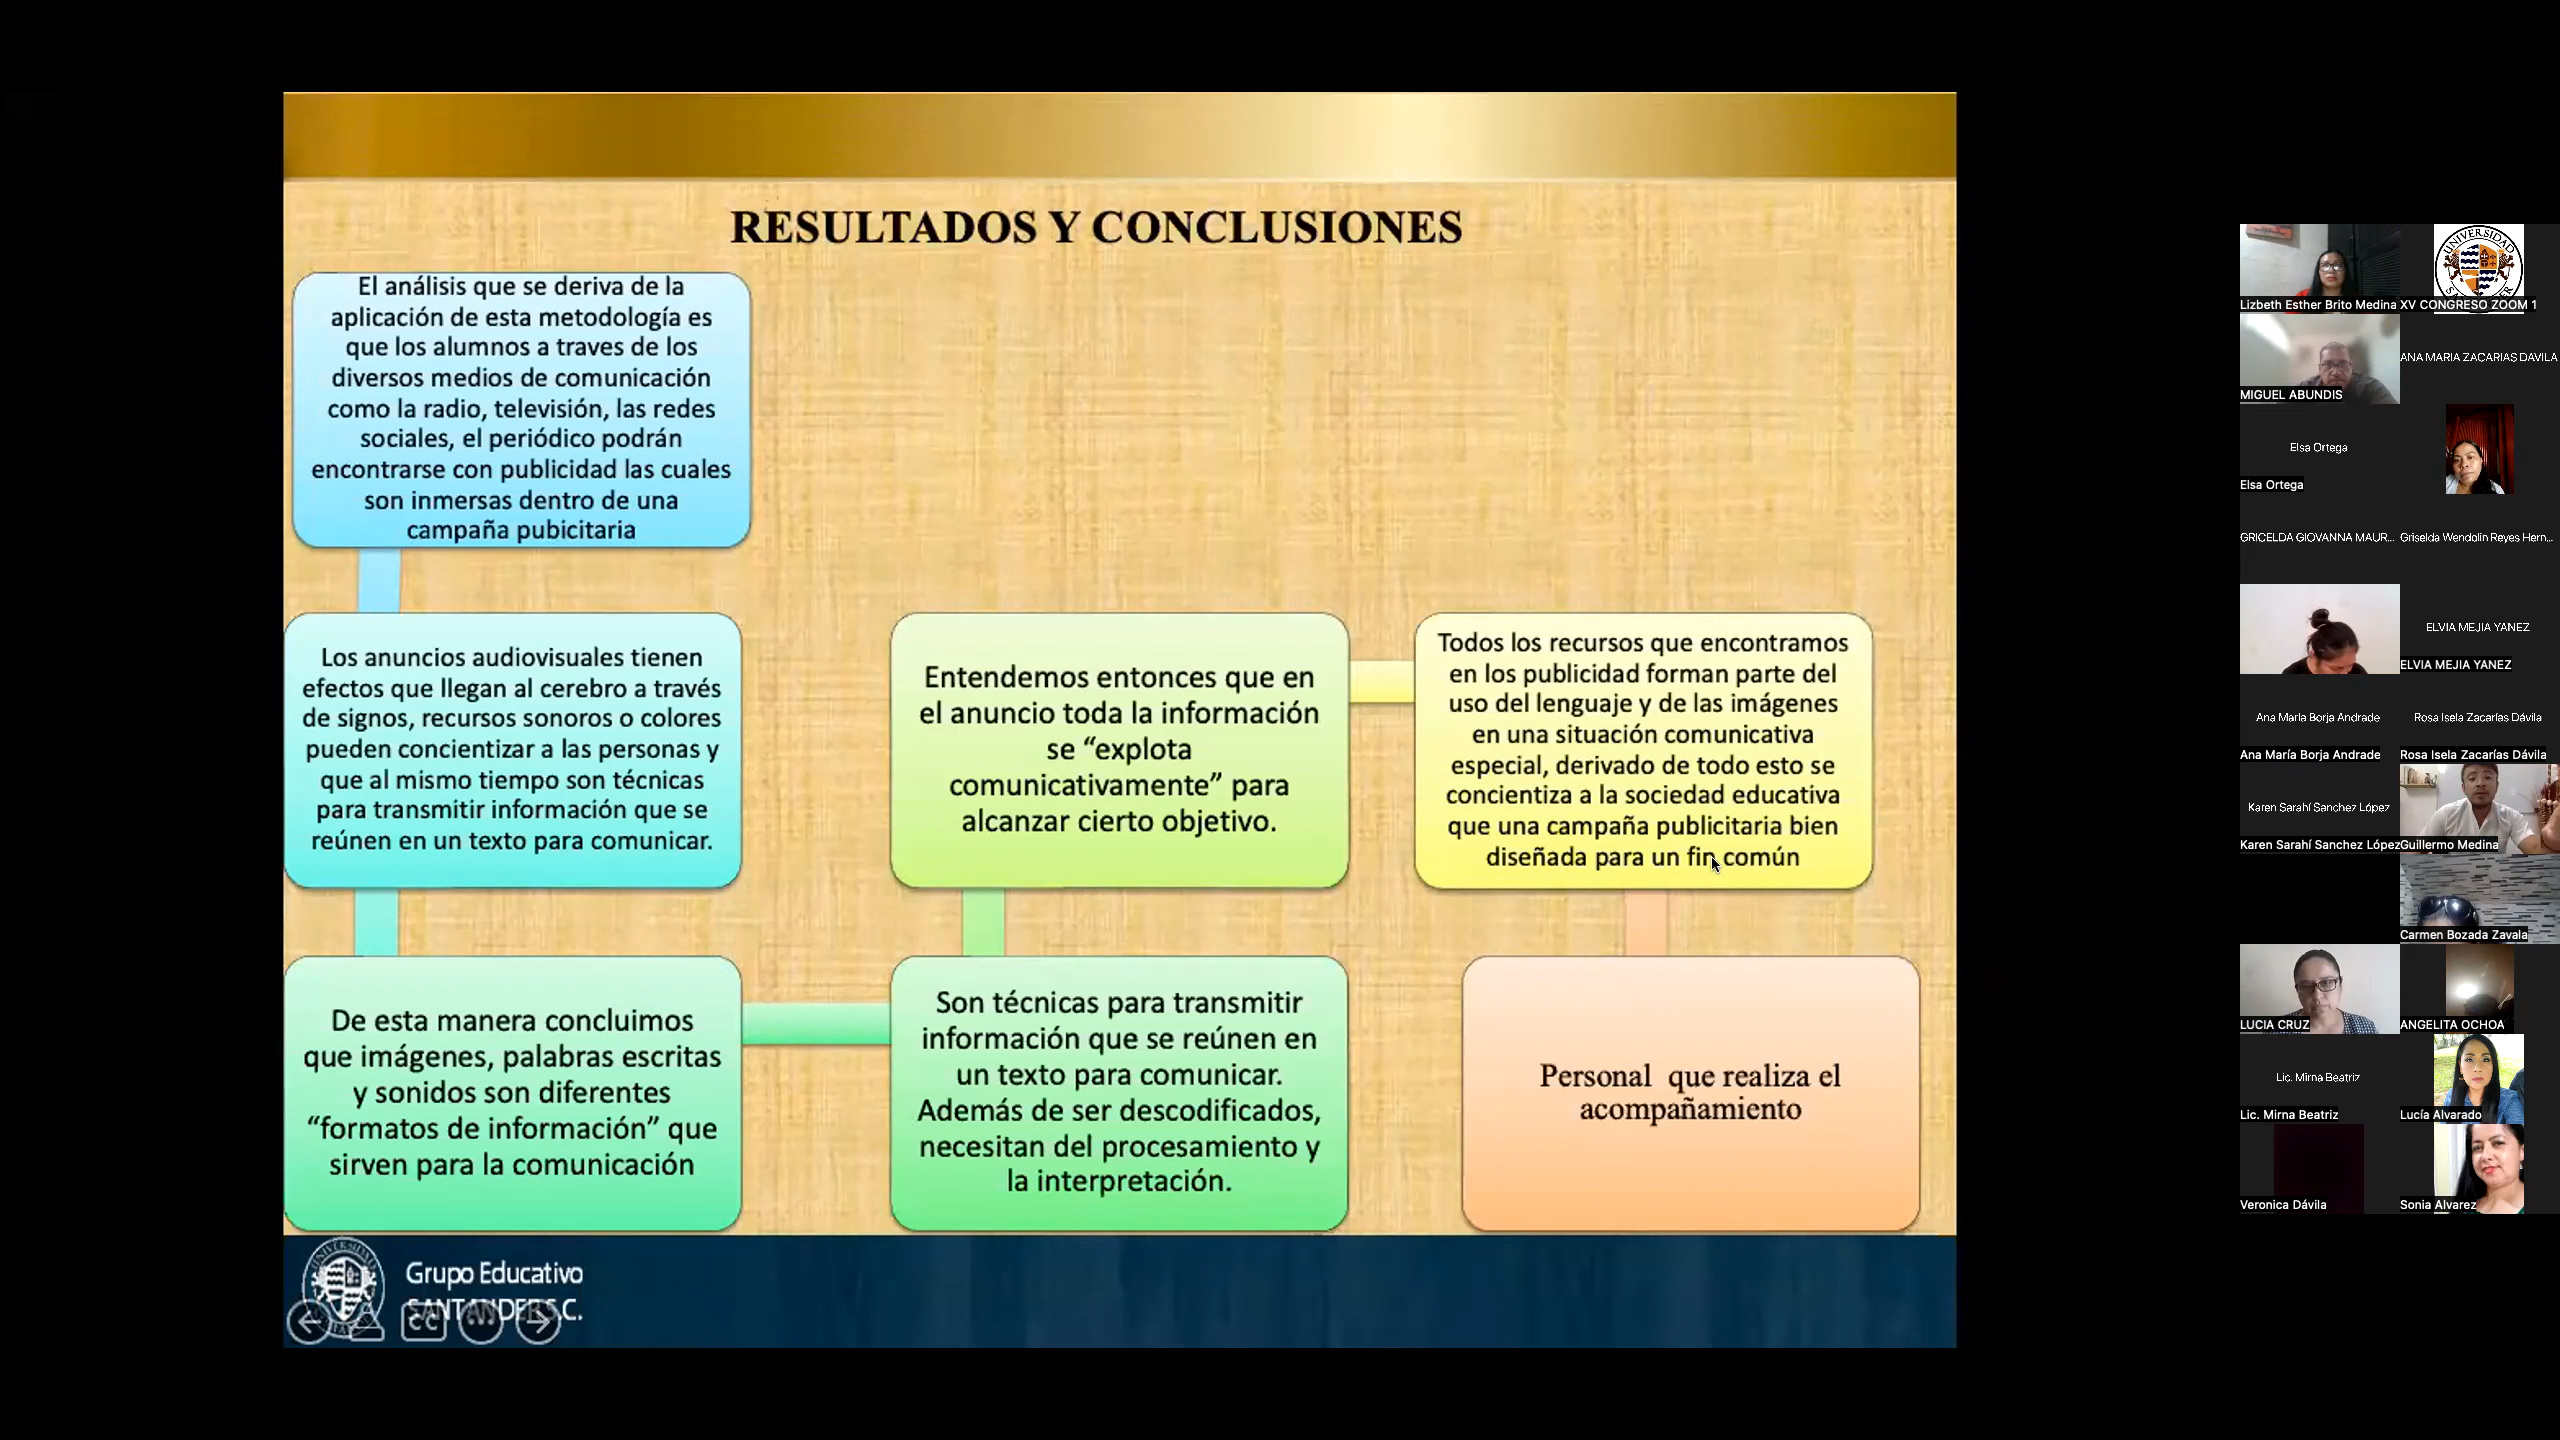 RESULTADOS Y CONCLUSIONES
El análisis que se deriva de la
aplicación de esta metodología es
que los alumnos a traves de los
diversos medios de comunicación
como la radio, televisión, las redes
sociales, el periódico podrán
encontrarse con publicidad las cuales
son inmersas dentro de una
campaña pubicitaria
Los anuncios audiovisuales tienen
efectos que llegan al cerebro a través
de signos, recursos sonoros o colores
pueden concientizar a las personas y
que al mismo tiempo son técnicas
para transmitir información que se
reúnen en un texto para comunicar.
De esta manera concluimos
que imágenes, palabras escritas
y sonidos son diferentes
“formatos de información” que
sirven para la comunicación
Son técnicas para transmitir
información que se reúnen en
un texto para comunicar.
Además de ser descodificados,
necesitan del procesamiento y
la interpretación.
Entendemos entonces que en
el anuncio toda la información
se “explota
comunicativamente” para
alcanzar cierto objetivo.
Todos los recursos que encontramos
en los publicidad forman parte del
uso del lenguaje y de las imágenes
en una situación comunicativa
especial, derivado de todo esto se
concientiza a la sociedad educativa
que una campaña publicitaria bien
diseñada para un fin común
Personal que realiza el
acompañamiento
Grupo Educativo
SANTANDER S.C.
CC
UNIVERSIDAD
Lizbeth Esther Brito Medina
XV CONGRESO ZOOM 1
MIGUEL ABUNDIS
ANA MARIA ZACARIAS DAVILA
Elsa Ortega
Elsa Ortega
GRICELDA GIOVANNA MAUR...
Griselda Wendolin Reyes Hern...
ELVIA MEJIA YANEZ
ELVIA MEJIA YANEZ
Ana María Borja Andrade
Rosa Isela Zacarías Dávila
Ana María Borja Andrade
Rosa Isela Zacarías Dávila
Karen Sarahí Sanchez López
Karen Sarahí Sanchez López
Guillermo Medina
Carmen Bozada Zavala
LUCIA CRUZ
ANGELITA OCHOA
Lic. Mirna Beatriz
Lic. Mirna Beatriz
Lucía Alvarado
Veronica Dávila
Sonia Alvarez